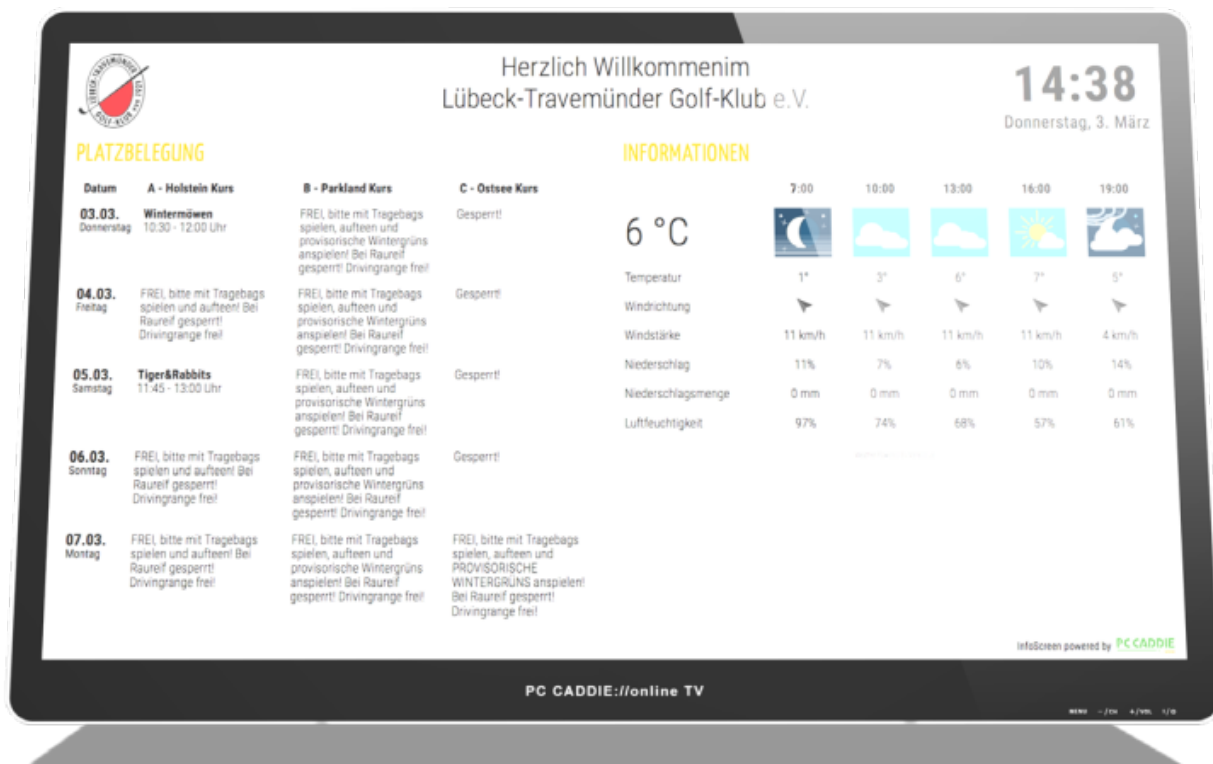 LÜBECK-TRAVEMÜNDER
GOLF-KLUB
Herzlich Willkommenim
Lübeck-Travemünder Golf-Klub e.V.
14:38
Donnerstag, 3. März
PLATZBELEGUNG
Datum A - Holstein Kurs B - Parkland Kurs C - Ostsee Kurs
03.03.
Donnerstag
Wintermöwen
10:30 - 12:00 Uhr
FREI, bitte mit Tragebags
spielen, aufteen und
provisorische Wintergrüns
anspielen! Bei Raureif
gesperrt! Drivingrange frei!
Gesperrt!
04.03.
Freitag
FREI, bitte mit Tragebags
spielen und aufteen! Bei
Raureif gesperrt!
Drivingrange frei!
FREI, bitte mit Tragebags
spielen, aufteen und
provisorische Wintergrüns
anspielen! Bei Raureif
gesperrt! Drivingrange frei!
Gesperrt!
05.03.
Samstag
Tiger&Rabbits
11:45 - 13:00 Uhr
FREI, bitte mit Tragebags
spielen, aufteen und
provisorische Wintergrüns
anspielen! Bei Raureif
gesperrt! Drivingrange frei!
Gesperrt!
06.03.
Sonntag
FREI, bitte mit Tragebags
spielen und aufteen! Bei
Raureif gesperrt!
Drivingrange frei!
FREI, bitte mit Tragebags
spielen, aufteen und
provisorische Wintergrüns
anspielen! Bei Raureif
gesperrt! Drivingrange frei!
Gesperrt!
07.03.
Montag
FREI, bitte mit Tragebags
spielen und aufteen! Bei
Raureif gesperrt!
Drivingrange frei!
FREI, bitte mit Tragebags
spielen, aufteen und
provisorische Wintergrüns
anspielen! Bei Raureif
gesperrt! Drivingrange frei!
FREI, bitte mit Tragebags
spielen, aufteen und
PROVISORISCHE
WINTERGRÜNS anspielen!
Bei Raureif gesperrt!
Drivingrange frei!
INFORMATIONEN
7:00 10:00 13:00 16:00 19:00
6 °C
Temperatur 1° 3° 6° 7° 5°
Windrichtung
Windstärke 11 km/h 11 km/h 11 km/h 11 km/h 4 km/h
Niederschlag 11% 7% 6% 10% 14%
Niederschlagsmenge 0 mm 0 mm 0 mm 0 mm 0 mm
Luftfeuchtigkeit 97% 74% 68% 57% 61%
InfoScreen powered by PC CADDIE
PC CADDIE://online TV
MENU - / CH + / VOL